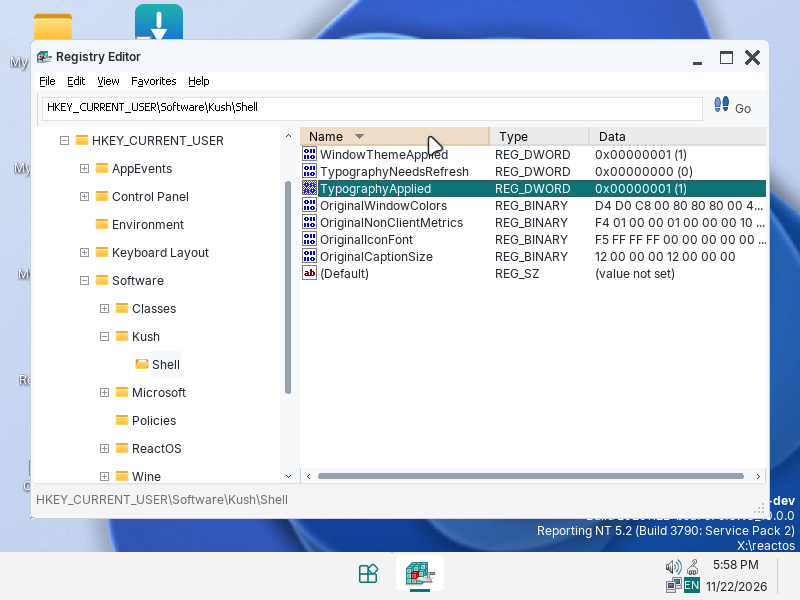 Registry Editor
File Edit View Favorites Help
HKEY_CURRENT_USER\Software\Kush\Shell
Go
HKEY_CURRENT_USER
AppEvents
Control Panel
Environment
Keyboard Layout
Software
Classes
Kush
Shell
Microsoft
Policies
ReactOS
Wine
Name Type Data
WindowThemeApplied REG_DWORD 0x00000001 (1)
TypographyNeedsRefresh REG_DWORD 0x00000000 (0)
TypographyApplied REG_DWORD 0x00000001 (1)
OriginalWindowColors REG_BINARY D4 D0 C8 00 80 80 80 00 4...
OriginalNonClientMetrics REG_BINARY F4 01 00 00 01 00 00 00 10 ...
OriginalIconFont REG_BINARY F5 FF FF FF 00 00 00 00 00 ...
OriginalCaptionSize REG_BINARY 12 00 00 00 12 00 00 00
ab (Default) REG_SZ (value not set)
HKEY_CURRENT_USER\Software\Kush\Shell
My
My
-dev
Reporting NT 5.2 (Build 3790: Service Pack 2)
X:\reactos
EN
5:58 PM
11/22/2026